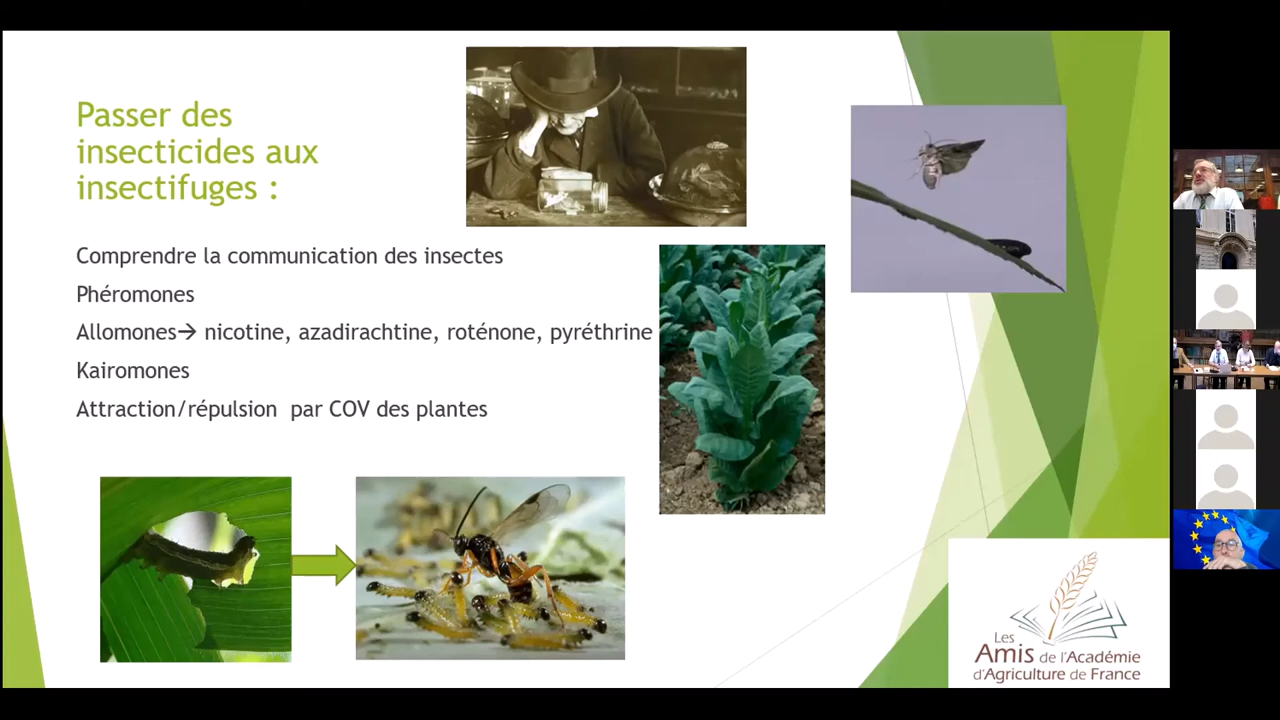 Passer des
insecticides aux
insectifuges :
Comprendre la communication des insectes
Phéromones
Allomones→ nicotine, azadirachtine, roténone, pyréthrine
Kairomones
Attraction/répulsion par COV des plantes
Les
Amis de l'Académie
d'Agriculture de France